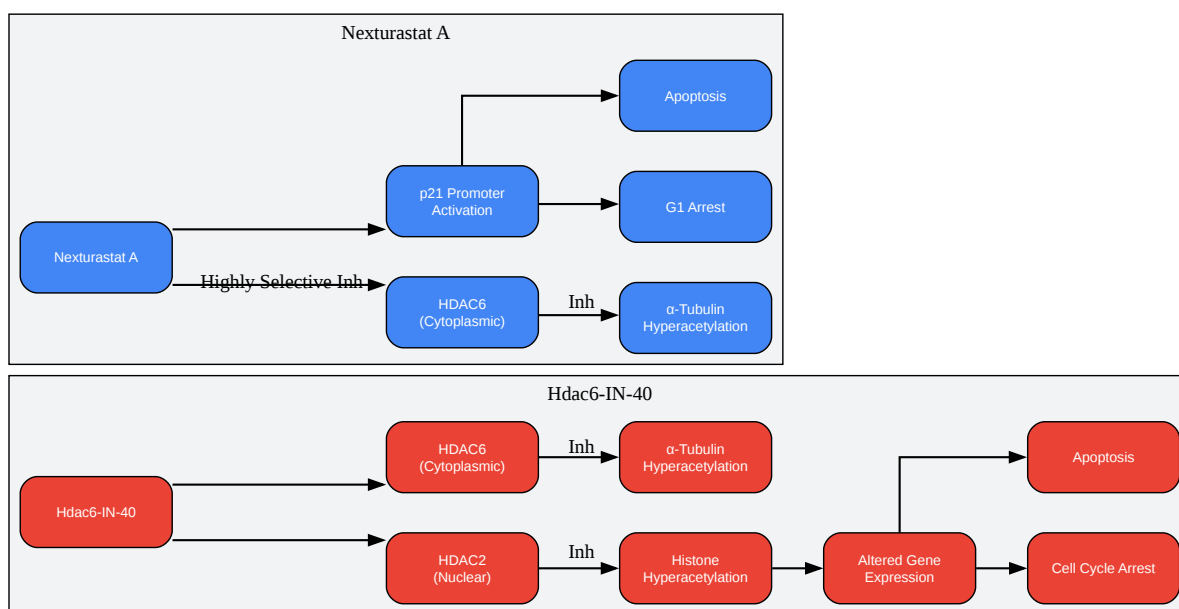 Nexturastat A
Apoptosis
p21 Promoter
Activation
G1 Arrest
Nexturastat A
Highly Selective Inh
HDAC6
(Cytoplasmic)
Inh
α-Tubulin
Hyperacetylation
Hdac6-IN-40
HDAC6
(Cytoplasmic)
Inh
α-Tubulin
Hyperacetylation
Apoptosis
Hdac6-IN-40
HDAC2
(Nuclear)
Inh
Histone
Hyperacetylation
Altered Gene
Expression
Cell Cycle Arrest